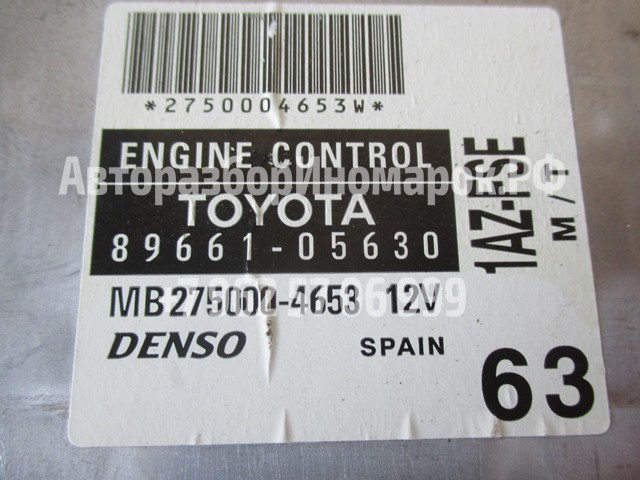 *2750004653W*
ENGINE CONTROL
АвторазборИномарок.РФ
TOYOTA
89661-05630
1AZ-FSE
M/T
MB275000-4653 12V
DENSO
SPAIN
63